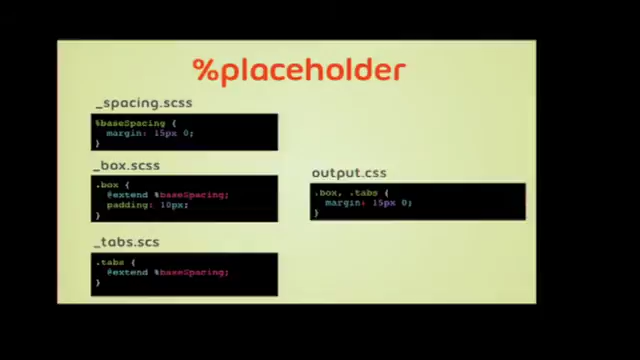 %placeholder
_spacing.scss
%baseSpacing {
margin: 15px 0;
}
_box.scss
.box {
@extend %baseSpacing;
padding: 10px;
}
_tabs.scs
.tabs {
@extend %baseSpacing;
}
output.css
.box, .tabs {
margin: 15px 0;
}